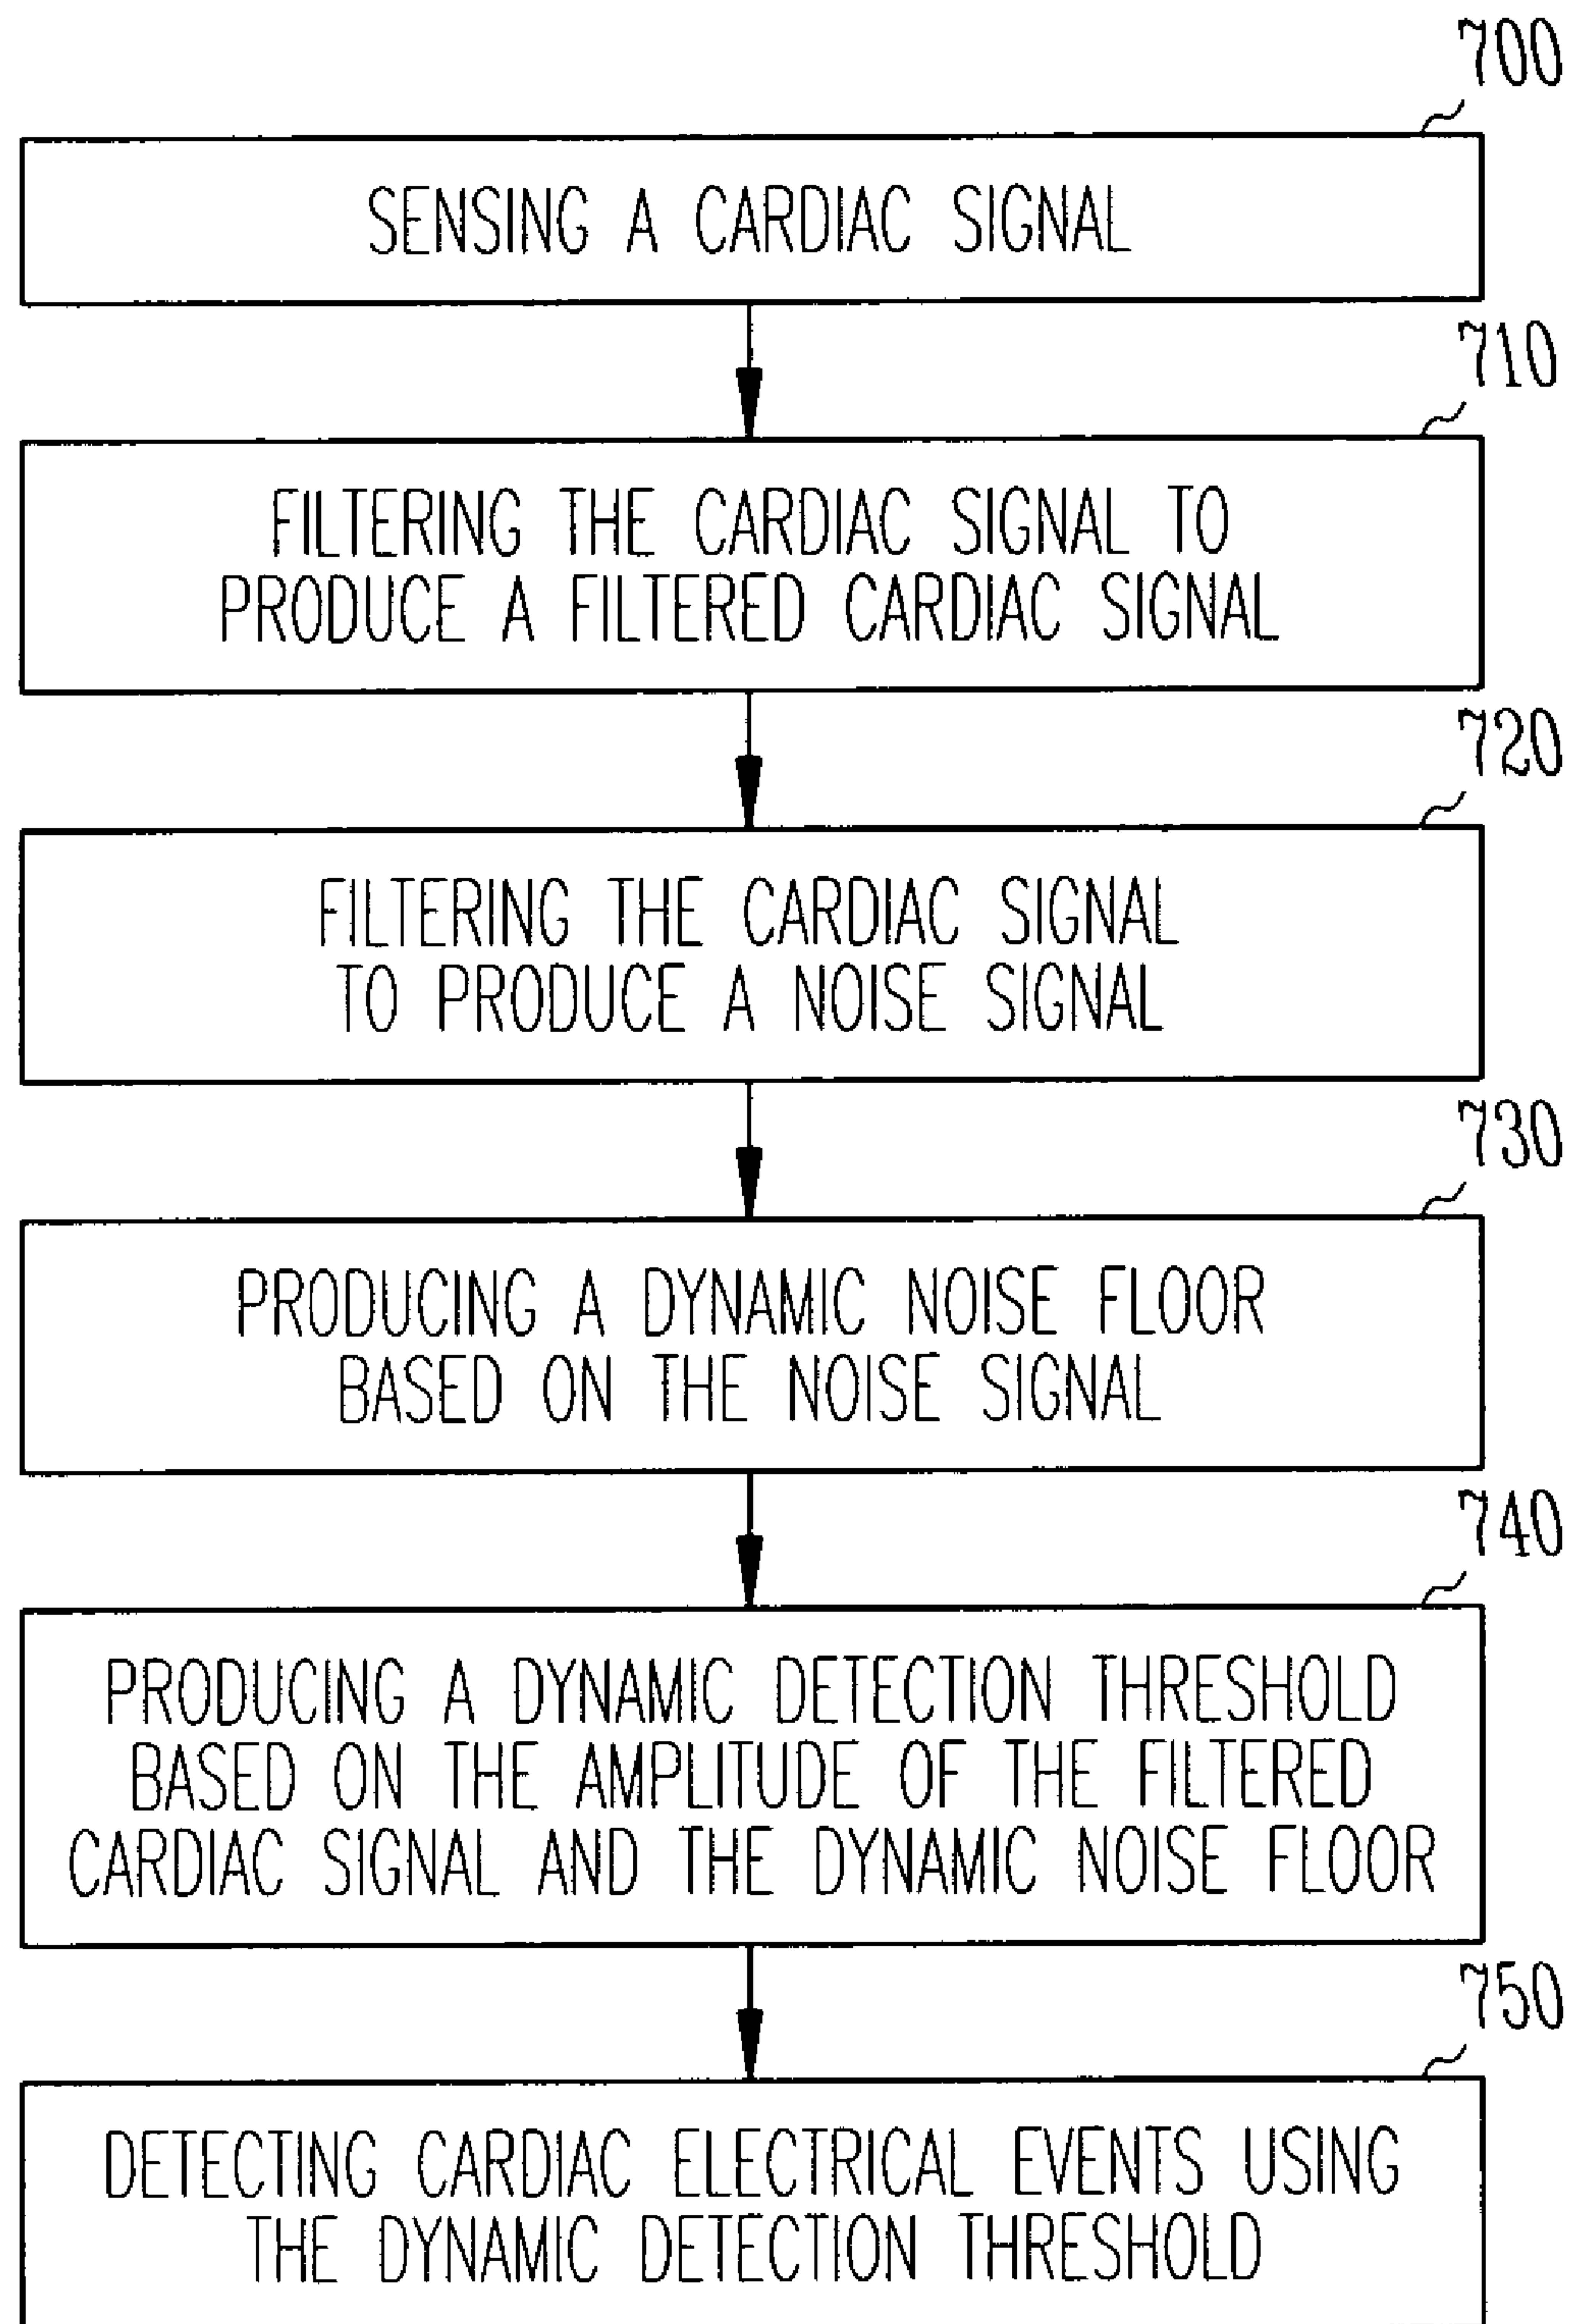 700
SENSING A CARDIAC SIGNAL
710
FILTERING THE CARDIAC SIGNAL TO
PRODUCE A FILTERED CARDIAC SIGNAL
720
FILTERING THE CARDIAC SIGNAL
TO PRODUCE A NOISE SIGNAL
730
PRODUCING A DYNAMIC NOISE FLOOR
BASED ON THE NOISE SIGNAL
740
PRODUCING A DYNAMIC DETECTION THRESHOLD
BASED ON THE AMPLITUDE OF THE FILTERED
CARDIAC SIGNAL AND THE DYNAMIC NOISE FLOOR
750
DETECTING CARDIAC ELECTRICAL EVENTS USING
THE DYNAMIC DETECTION THRESHOLD